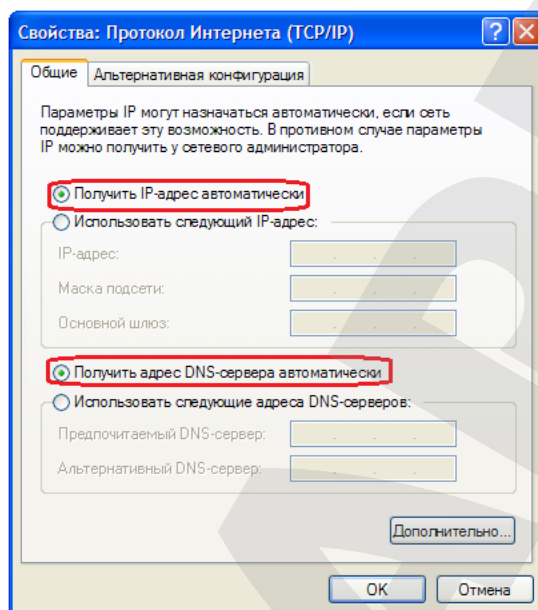 Свойства: Протокол Интернета (TCP/IP)
Общие
Альтернативная конфигурация
Параметры IP могут назначаться автоматически, если сеть
поддерживает эту возможность. В противном случае параметры
IP можно получить у сетевого администратора.
Получить IP-адрес автоматически
Использовать следующий IP-адрес:
IP-адрес:
Маска подсети:
Основной шлюз:
Получить адрес DNS-сервера автоматически
Использовать следующие адреса DNS-серверов:
Предпочитаемый DNS-сервер:
Альтернативный DNS-сервер:
Дополнительно...
OK
Отмена